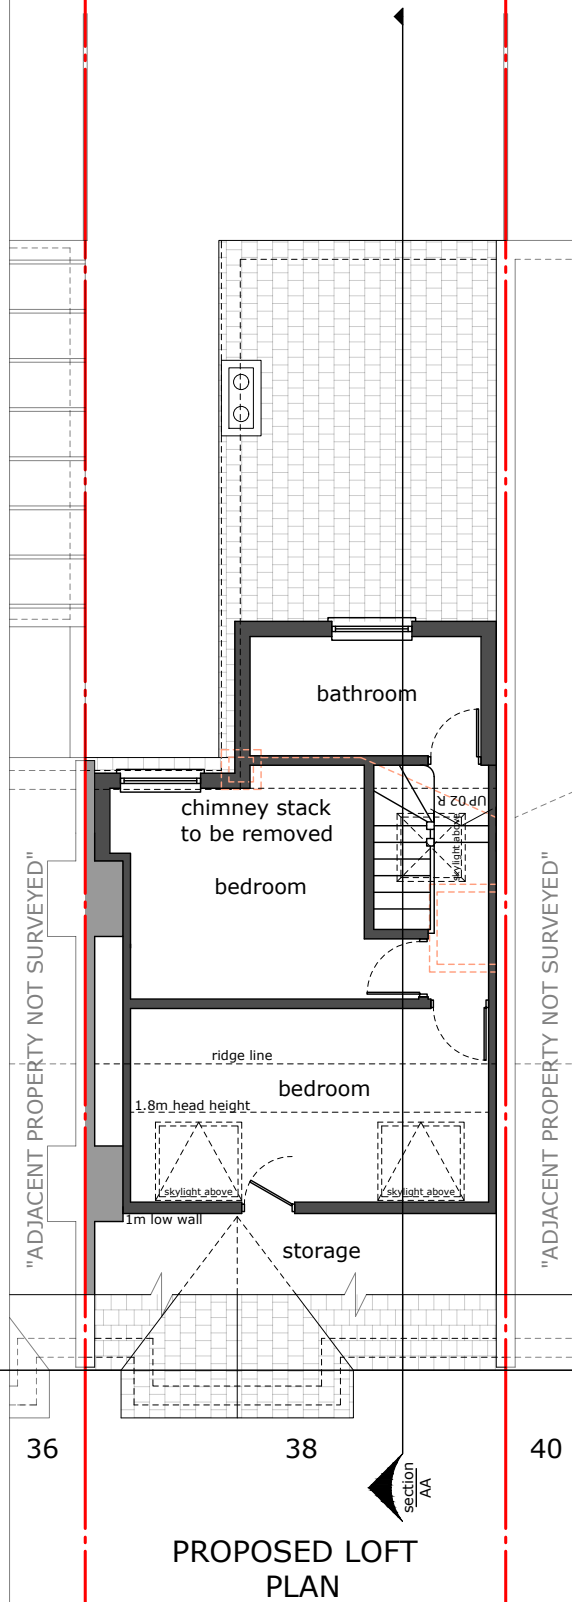 bathroom
UP 02 R
chimney stack
to be removed
skylight above
bedroom
"ADJACENT PROPERTY NOT SURVEYED"
"ADJACENT PROPERTY NOT SURVEYED"
ridge line
bedroom
1.8m head height
skylight above
skylight above
1m low wall
storage
36
38
40
section
AA
PROPOSED LOFT
PLAN